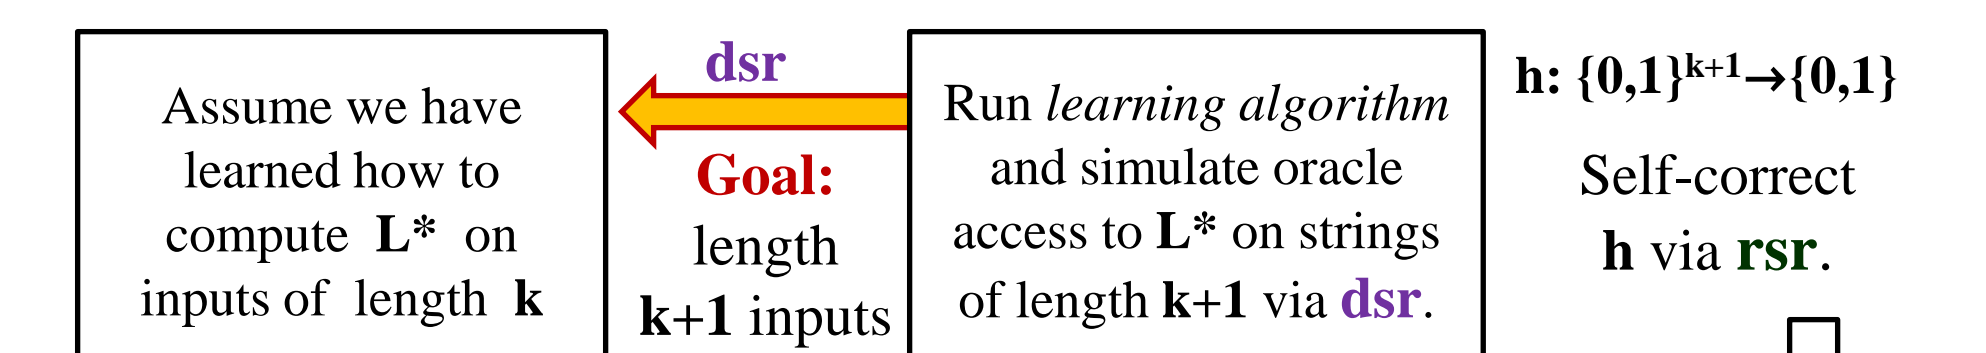 Assume we have
learned how to
compute L* on
inputs of length k
dsr
Goal:
length
k+1 inputs
Run learning algorithm
and simulate oracle
access to L* on strings
of length k+1 via dsr.
h: {0,1}ᵏ⁺¹→{0,1}
Self-correct
h via rsr.